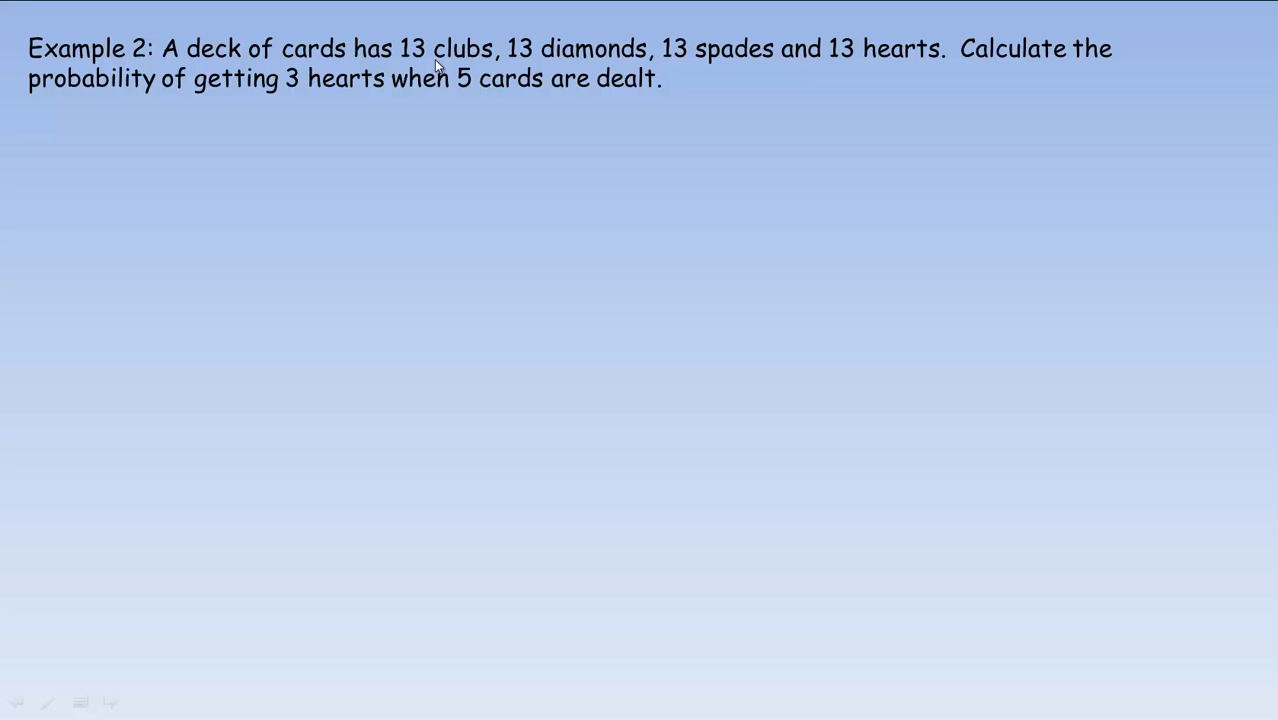 Example 2: A deck of cards has 13 clubs, 13 diamonds, 13 spades and 13 hearts. Calculate the
probability of getting 3 hearts when 5 cards are dealt.